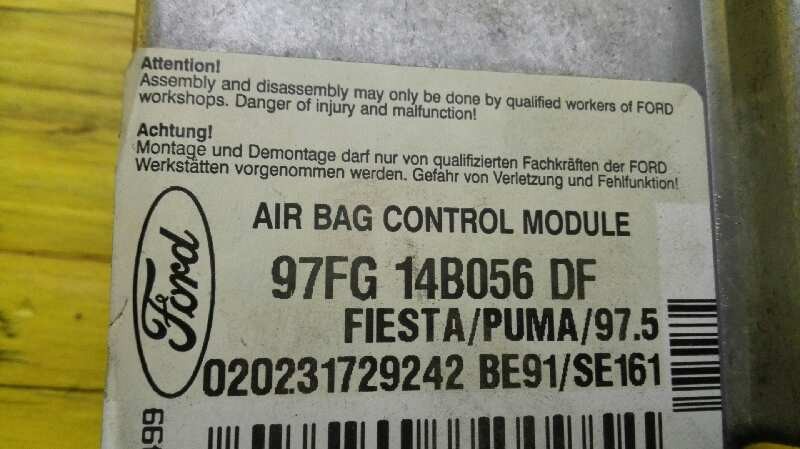 Attention!
Assembly and disassembly may only be done by qualified workers of FORD
workshops. Danger of injury and malfunction!
Achtung!
Montage und Demontage darf nur von qualifizierten Fachkräften der FORD
Werkstätten vorgenommen werden. Gefahr von Verletzung und Fehlfunktion!
Ford
AIR BAG CONTROL MODULE
97FG 14B056 DF
FIESTA/PUMA/97.5
020231729242 BE91/SE161